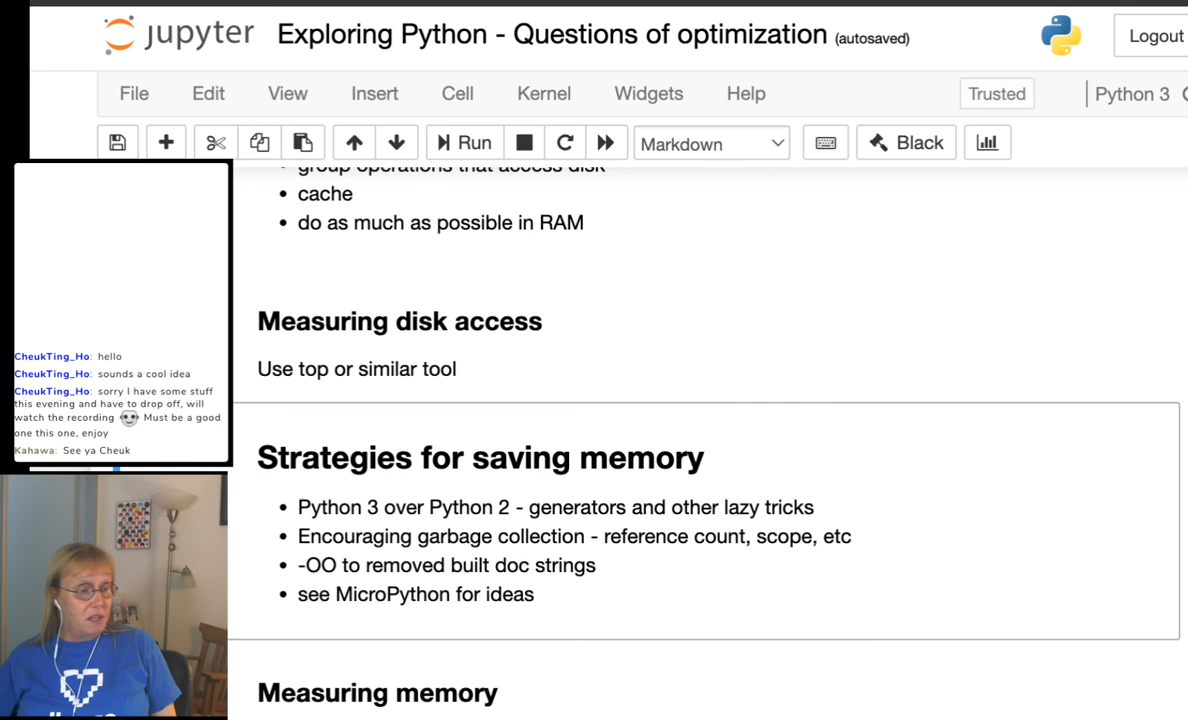 jupyter Exploring Python - Questions of optimization (autosaved)
Logout
File Edit View Insert Cell Kernel Widgets Help
Trusted
Python 3
Run
Markdown
Black
group operations that access disk
• cache
• do as much as possible in RAM
Measuring disk access
Use top or similar tool
Strategies for saving memory
• Python 3 over Python 2 - generators and other lazy tricks
• Encouraging garbage collection - reference count, scope, etc
• -OO to removed built doc strings
• see MicroPython for ideas
Measuring memory
CheukTing_Ho: hello
CheukTing_Ho: sounds a cool idea
CheukTing_Ho: sorry I have some stuff
this evening and have to drop off, will
watch the recording Must be a good
one this one, enjoy
Kahawa: See ya Cheuk